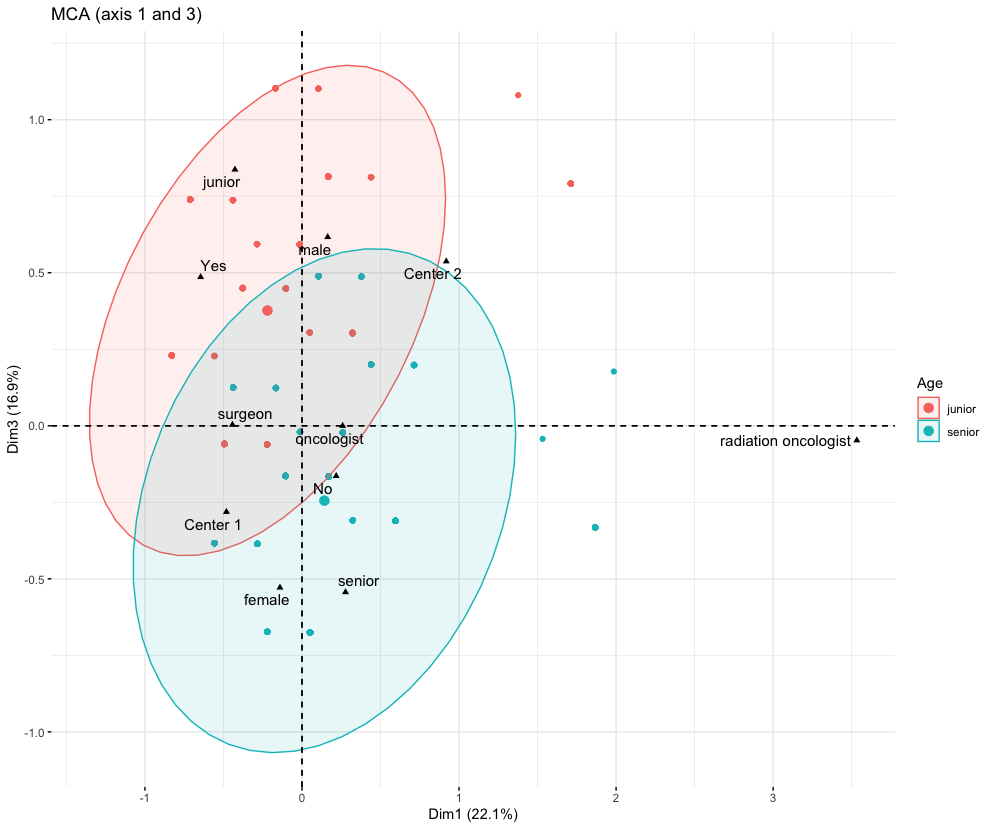 MCA (axis 1 and 3)
Dim3 (16.9%)
1.0
0.5
0.0
-0.5
-1.0
junior
male
Yes
Center 2
surgeon
oncologist
radiation oncologist
No
Center 1
senior
female
-1
0
1
2
3
Dim1 (22.1%)
Age
junior
senior